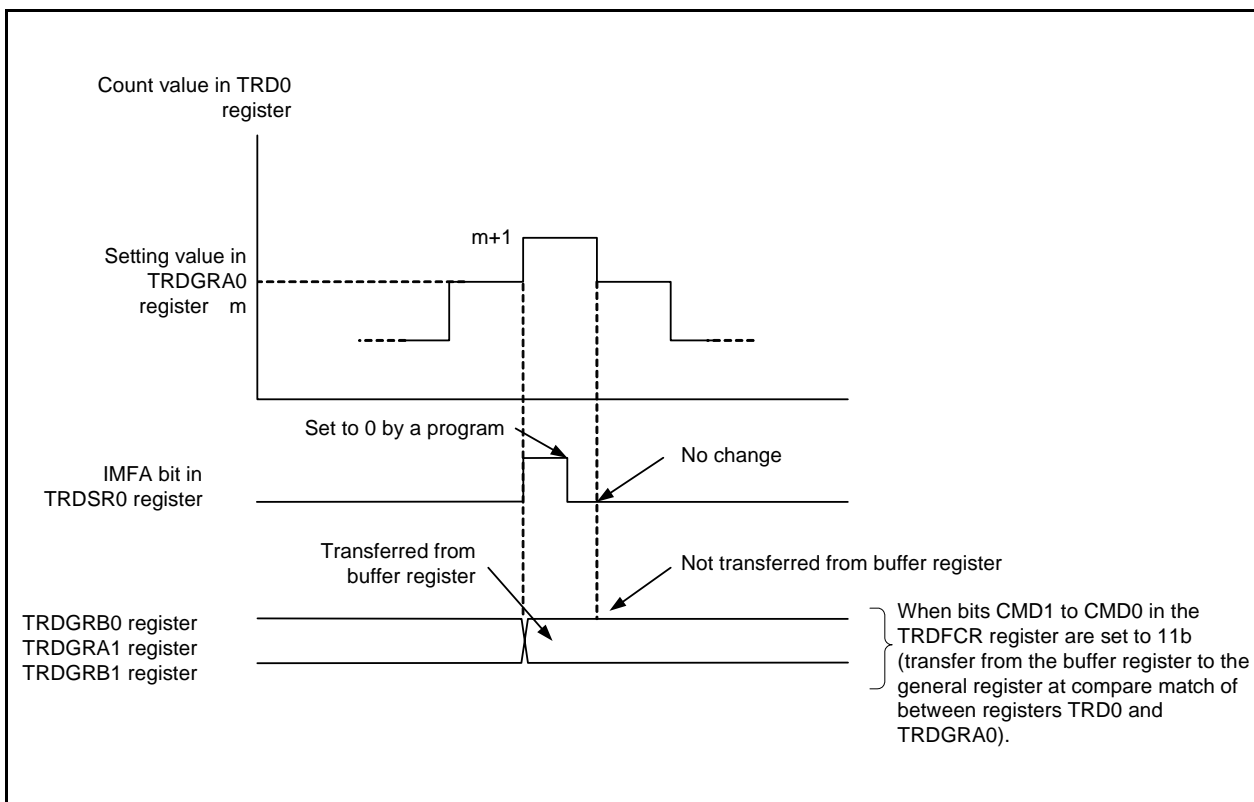 Count value in TRD0
register
m+1
Setting value in
TRDGRA0
register m
Set to 0 by a program
No change
IMFA bit in
TRDSR0 register
Transferred from
buffer register
Not transferred from buffer register
TRDGRB0 register
TRDGRA1 register
TRDGRB1 register
When bits CMD1 to CMD0 in the
TRDFCR register are set to 11b
(transfer from the buffer register to the
general register at compare match of
between registers TRD0 and
TRDGRA0).